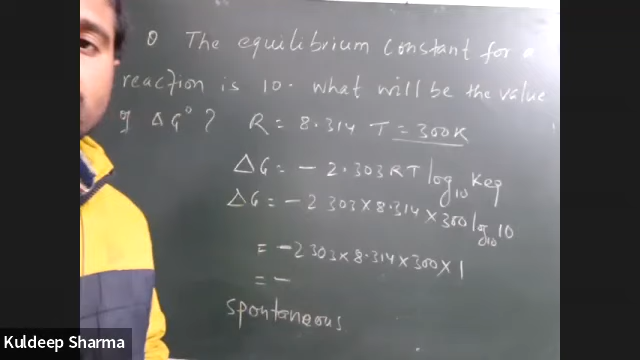 0 The equilibrium constant for a
reaction is 10. what will be the value
of ΔG° ? R = 8.314 T = 300K
ΔG = - 2.303 RT log10 Keq
ΔG = - 2 303 × 8.314 × 300 log10 10
= - 2 303 × 8.314 × 300 × 1
= -
spontaneous
Kuldeep Sharma